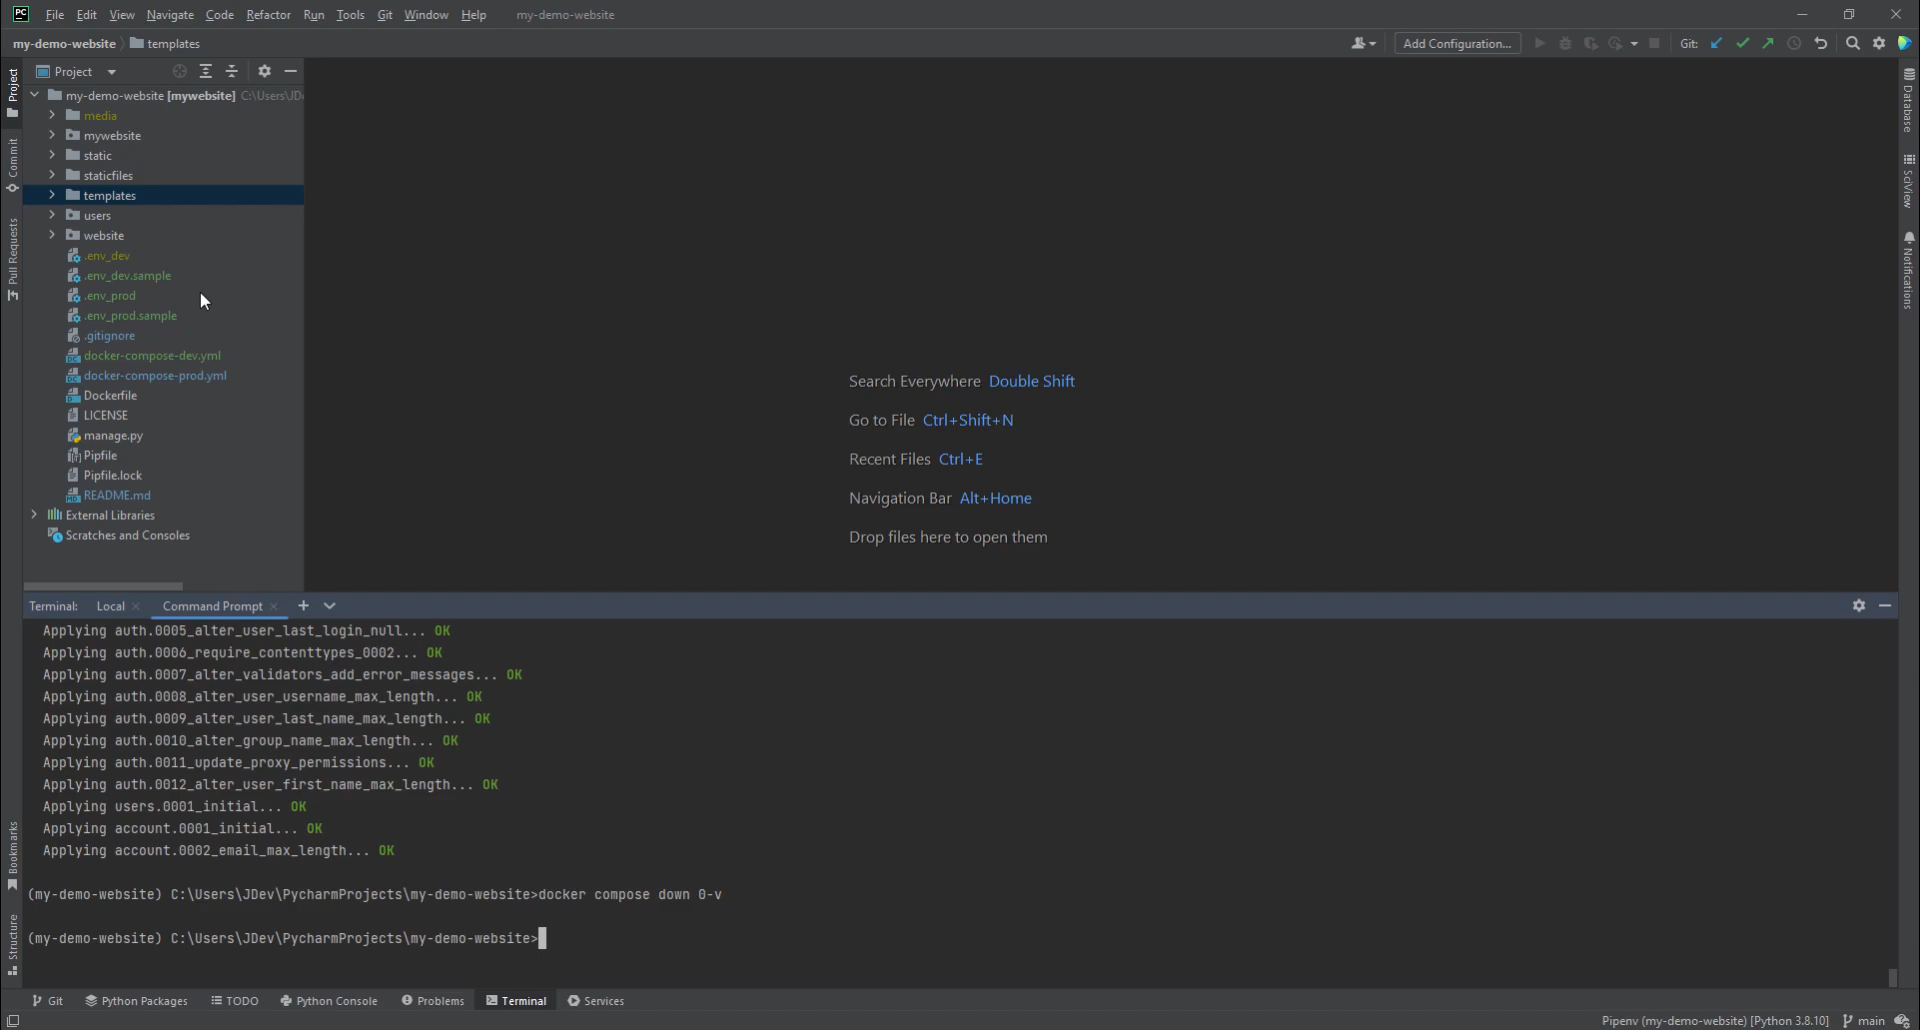 PC File Edit View Navigate Code Refactor Run Tools Git Window Help my-demo-website
my-demo-website templates Add Configuration... Git:
Project
my-demo-website [mywebsite] C:\Users\JD
media
mywebsite
static
staticfiles
templates
users
website
.env_dev
.env_dev.sample
.env_prod
.env_prod.sample
.gitignore
docker-compose-dev.yml
docker-compose-prod.yml
Dockerfile
LICENSE
manage.py
Pipfile
Pipfile.lock
README.md
External Libraries
Scratches and Consoles
Project
Commit
Pull Requests
Bookmarks
Structure
Search Everywhere Double Shift
Go to File Ctrl+Shift+N
Recent Files Ctrl+E
Navigation Bar Alt+Home
Drop files here to open them
Database
SciView
Notifications
Terminal: Local Command Prompt
Applying auth.0005_alter_user_last_login_null... OK
Applying auth.0006_require_contenttypes_0002... OK
Applying auth.0007_alter_validators_add_error_messages... OK
Applying auth.0008_alter_user_username_max_length... OK
Applying auth.0009_alter_user_last_name_max_length... OK
Applying auth.0010_alter_group_name_max_length... OK
Applying auth.0011_update_proxy_permissions... OK
Applying auth.0012_alter_user_first_name_max_length... OK
Applying users.0001_initial... OK
Applying account.0001_initial... OK
Applying account.0002_email_max_length... OK
(my-demo-website) C:\Users\JDev\PycharmProjects\my-demo-website>docker compose down 0-v
(my-demo-website) C:\Users\JDev\PycharmProjects\my-demo-website>
Git Python Packages TODO Python Console Problems Terminal Services
Pipenv (my-demo-website) [Python 3.8.10] main